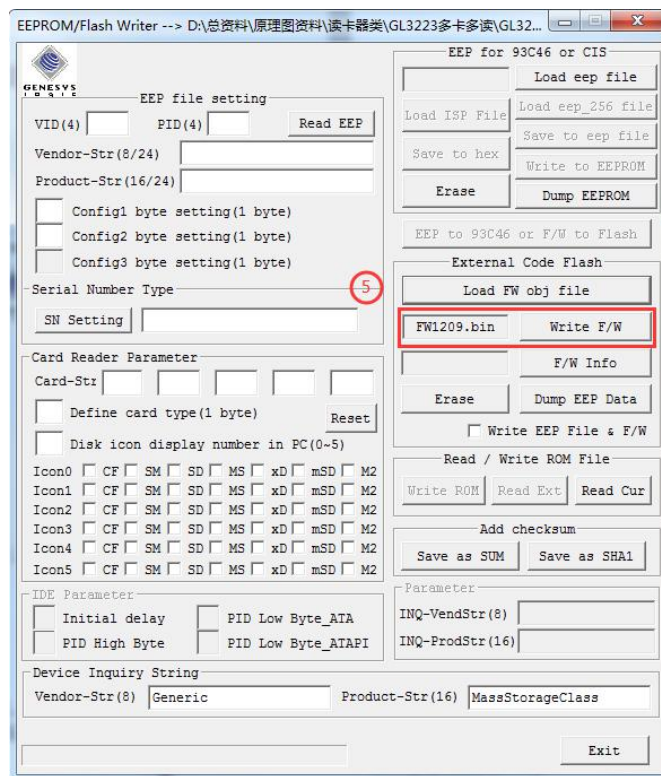 EEPROM/Flash Writer --> D:\总资料\原理图资料\读卡器类\GL3223多卡多读\GL32...
GENESYS
LOGIC
EEP file setting
VID(4) PID(4) Read EEP
Vendor-Str(8/24)
Product-Str(16/24)
Config1 byte setting(1 byte)
Config2 byte setting(1 byte)
Config3 byte setting(1 byte)
Serial Number Type
SN Setting
Card Reader Parameter
Card-Str
Define card type(1 byte) Reset
Disk icon display number in PC(0~5)
Icon0 CF SM SD MS xD mSD M2
Icon1 CF SM SD MS xD mSD M2
Icon2 CF SM SD MS xD mSD M2
Icon3 CF SM SD MS xD mSD M2
Icon4 CF SM SD MS xD mSD M2
Icon5 CF SM SD MS xD mSD M2
IDE Parameter
Initial delay PID Low Byte_ATA
PID High Byte PID Low Byte_ATAPI
EEP for 93C46 or CIS
Load eep file
Load ISP File Load eep_256 file
Save to eep file
Save to hex Write to EEPROM
Erase Dump EEPROM
EEP to 93C46 or F/W to Flash
External Code Flash
5 Load FW obj file
FW1209.bin Write F/W
F/W Info
Erase Dump EEP Data
Write EEP File & F/W
Read / Write ROM File
Write ROM Read Ext Read Cur
Add checksum
Save as SUM Save as SHA1
Parameter
INQ-VendStr(8)
INQ-ProdStr(16)
Device Inquiry String
Vendor-Str(8) Generic Product-Str(16) MassStorageClass
Exit